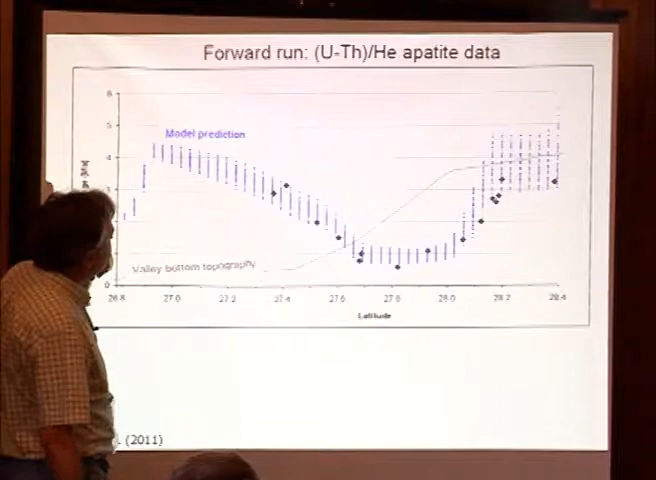 Forward run: (U-Th)/He apatite data
6
5
4
Model prediction
3
2
1
Valley bottom topography
0
26.8 27.0 27.2 27.4 27.6 27.8 28.0 28.2 28.4
Latitude
. (2011)